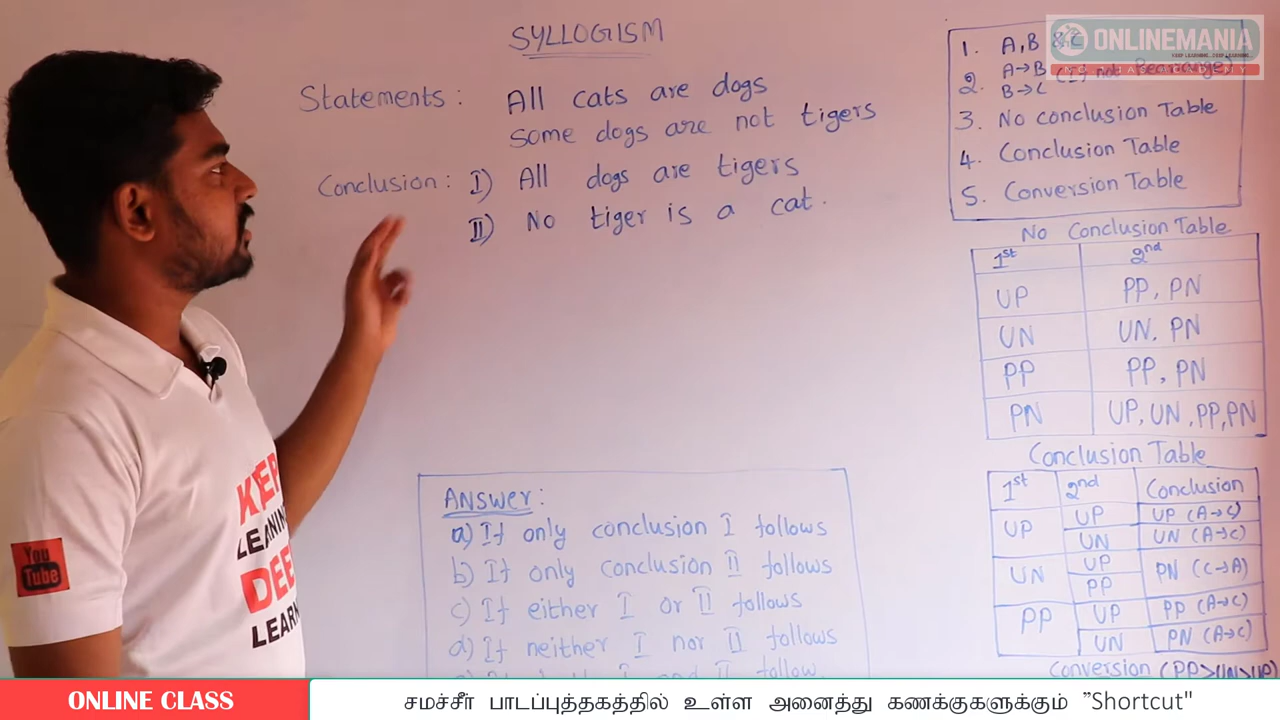 SYLLOGISM
Statements : All cats are dogs
Some dogs are not tigers
Conclusion : I) All dogs are tigers
II) No tiger is a cat.
ANSWER :
a) If only conclusion I follows
b) If only conclusion II follows
c) If either I or II follows
d) If neither I nor II follows
1. A, B & C
2. A→B
B→C (If not Rearrange)
3. No conclusion Table
4. Conclusion Table
5. Conversion Table
ONLINEMANIA
No Conclusion Table
1st 2nd
UP PP, PN
UN UN, PN
PP PP, PN
PN UP, UN, PP, PN
Conclusion Table
1st 2nd Conclusion
UP UP UP (A→C)
UN UN (A→C)
UN UP PN (C→A)
PP
PP UP PP (A→C)
UN PN (A→C)
Conversion (PP>UN>UP)
KEEP
LEARNING
DEE
LEARN
You
Tube
ONLINE CLASS
சமச்சீர் பாடப்புத்தகத்தில் உள்ள அனைத்து கணக்குகளுக்கும் "Shortcut"